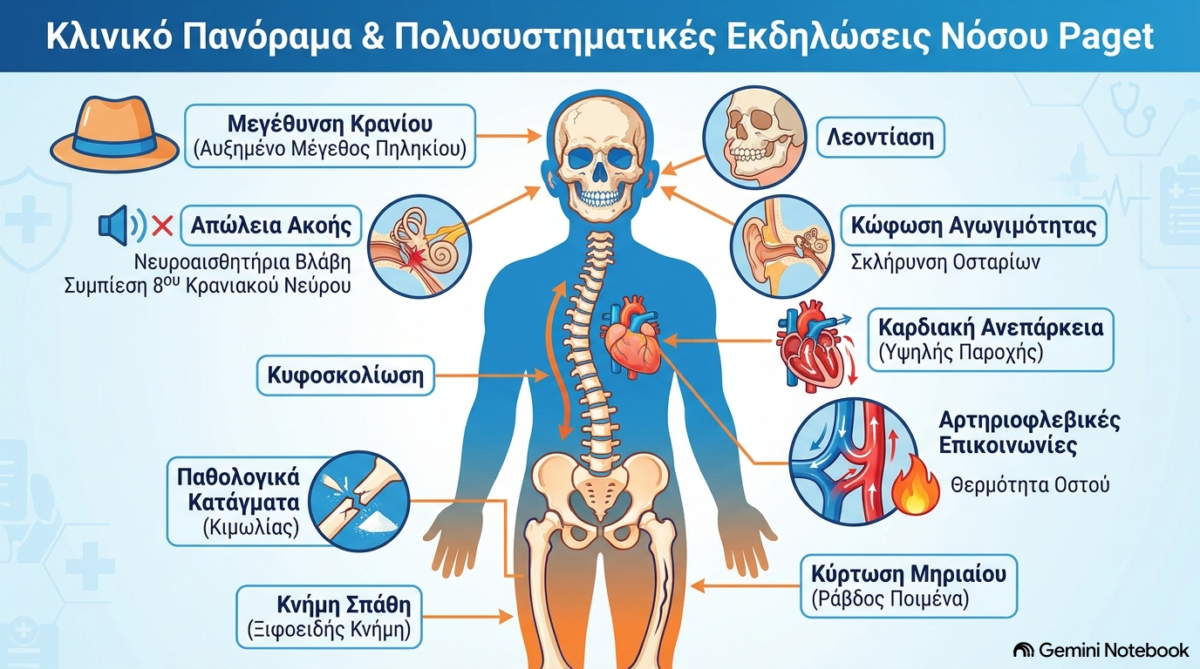 Κλινικό Πανόραμα & Πολυσυστηματικές Εκδηλώσεις Νόσου Paget
Μεγέθυνση Κρανίου
(Αυξημένο Μέγεθος Πηληκίου)
Λεοντίαση
Απώλεια Ακοής
Νευροαισθητήρια Βλάβη
Συμπίεση 8ου Κρανιακού Νεύρου
Κώφωση Αγωγιμότητας
Σκλήρυνση Οσταρίων
Καρδιακή Ανεπάρκεια
(Υψηλής Παροχής)
Κυφοσκολίωση
Αρτηριοφλεβικές
Επικοινωνίες
Θερμότητα Οστού
Παθολογικά
Κατάγματα
(Κιμωλίας)
Κύρτωση Μηριαίου
(Ράβδος Ποιμένα)
Κνήμη Σπάθη
(Ξιφοειδής Κνήμη)
Gemini Notebook